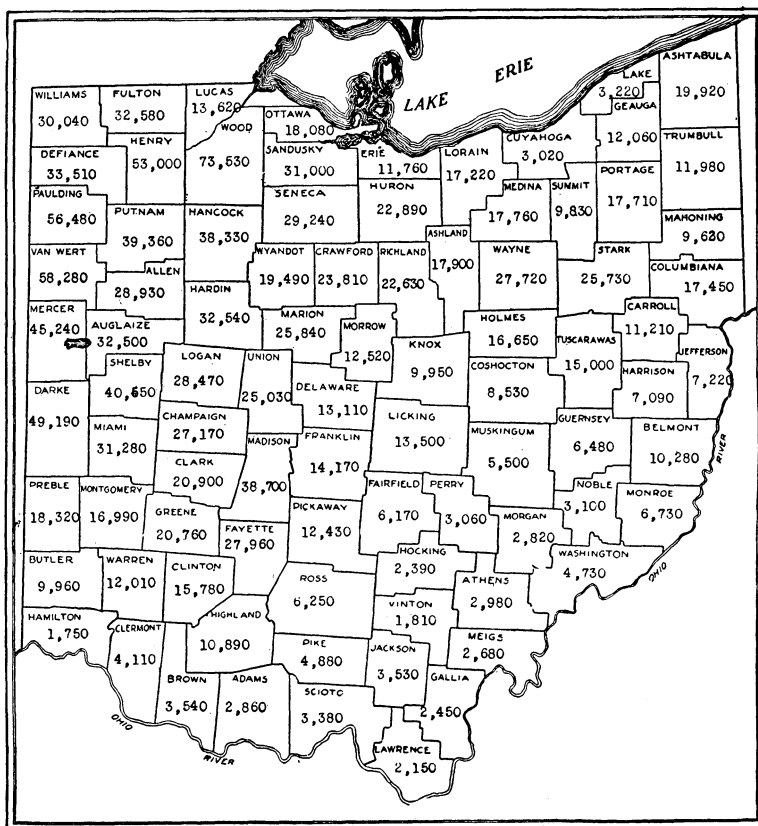 LAKE ERIE
ASHTABULA
19,920
LAKE
3,220
GEAUGA
12,060
WILLIAMS
30,040
FULTON
32,580
LUCAS
13,620
OTTAWA
18,080
WOOD
73,530
HENRY
53,000
SANDUSKY
31,000
ERIE
11,760
LORAIN
17,220
CUYAHOGA
3,020
TRUMBULL
11,980
DEFIANCE
33,510
PAULDING
56,480
PUTNAM
39,360
HANCOCK
38,330
SENECA
29,240
HURON
22,890
MEDINA
17,760
SUMMIT
9,830
PORTAGE
17,710
MAHONING
9,630
VAN WERT
58,280
ALLEN
28,930
HARDIN
32,540
WYANDOT
19,490
CRAWFORD
23,810
RICHLAND
22,630
ASHLAND
17,900
WAYNE
27,720
STARK
25,730
COLUMBIANA
17,450
MERCER
45,240
AUGLAIZE
32,500
MARION
25,840
MORROW
12,520
KNOX
9,950
HOLMES
16,650
TUSCARAWAS
15,000
CARROLL
11,210
JEFFERSON
7,220
SHELBY
40,650
LOGAN
28,470
UNION
25,030
DELAWARE
13,110
COSHOCTON
8,530
HARRISON
7,090
DARKE
49,190
MIAMI
31,280
CHAMPAIGN
27,170
CLARK
20,900
MADISON
38,700
FRANKLIN
14,170
LICKING
13,500
MUSKINGUM
5,500
GUERNSEY
6,480
BELMONT
10,280
PREBLE
18,320
MONTGOMERY
16,990
GREENE
20,760
FAYETTE
27,960
PICKAWAY
12,430
FAIRFIELD
6,170
PERRY
3,060
MORGAN
2,820
NOBLE
3,100
MONROE
6,730
BUTLER
9,960
WARREN
12,010
CLINTON
15,780
ROSS
6,250
HOCKING
2,390
ATHENS
2,980
WASHINGTON
4,730
OHIO RIVER
HAMILTON
1,750
CLERMONT
4,110
HIGHLAND
10,890
PIKE
4,880
VINTON
1,810
JACKSON
3,530
MEIGS
2,680
GALLIA
2,450
BROWN
3,540
ADAMS
2,860
SCIOTO
3,380
LAWRENCE
2,150
OHIO RIVER